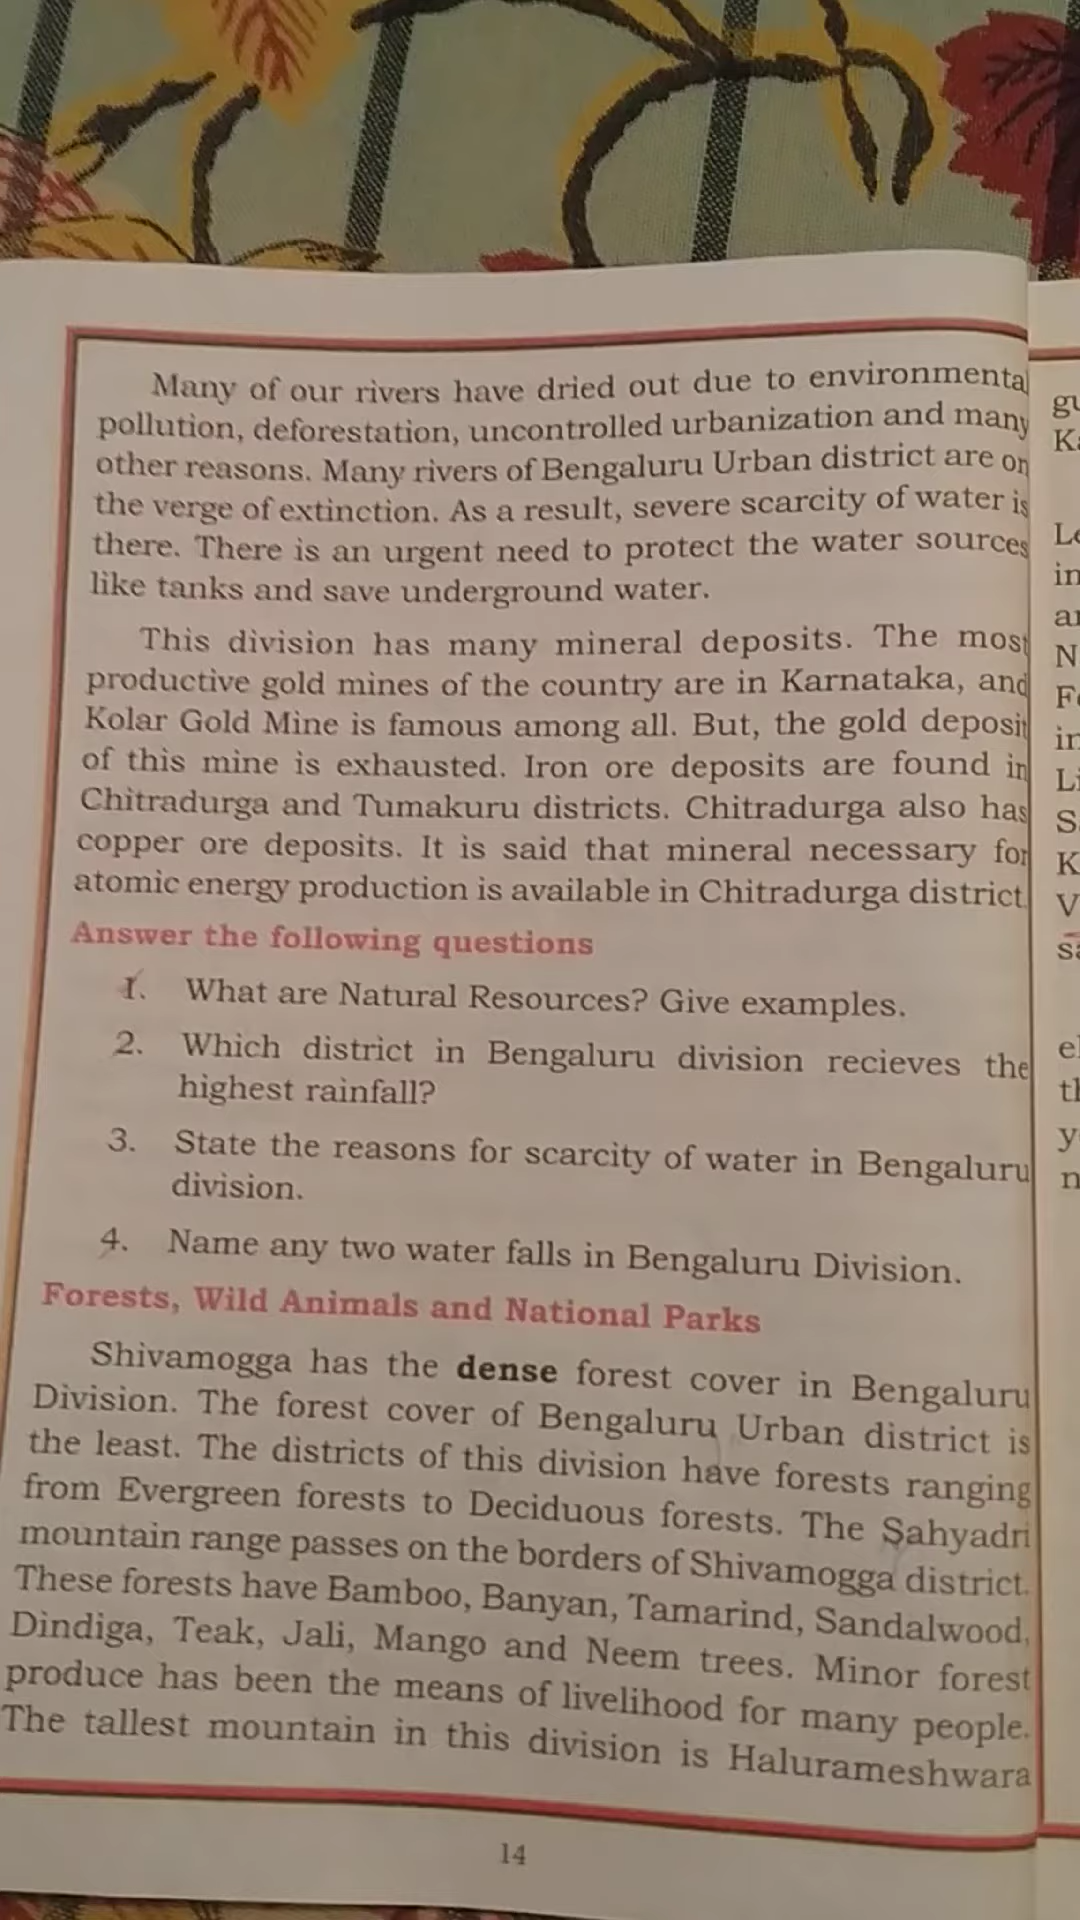 Many of our rivers have dried out due to environmental
pollution, deforestation, uncontrolled urbanization and many
other reasons. Many rivers of Bengaluru Urban district are on
the verge of extinction. As a result, severe scarcity of water is
there. There is an urgent need to protect the water sources
like tanks and save underground water.
This division has many mineral deposits. The most
productive gold mines of the country are in Karnataka, and
Kolar Gold Mine is famous among all. But, the gold deposit
of this mine is exhausted. Iron ore deposits are found in
Chitradurga and Tumakuru districts. Chitradurga also has
copper ore deposits. It is said that mineral necessary for
atomic energy production is available in Chitradurga district.
Answer the following questions
1. What are Natural Resources? Give examples.
2. Which district in Bengaluru division recieves the
highest rainfall?
3. State the reasons for scarcity of water in Bengaluru
division.
4. Name any two water falls in Bengaluru Division.
Forests, Wild Animals and National Parks
Shivamogga has the dense forest cover in Bengaluru
Division. The forest cover of Bengaluru Urban district is
the least. The districts of this division have forests ranging
from Evergreen forests to Deciduous forests. The Sahyadri
mountain range passes on the borders of Shivamogga district.
These forests have Bamboo, Banyan, Tamarind, Sandalwood,
Dindiga, Teak, Jali, Mango and Neem trees. Minor forest
produce has been the means of livelihood for many people.
The tallest mountain in this division is Halurameshwara
14